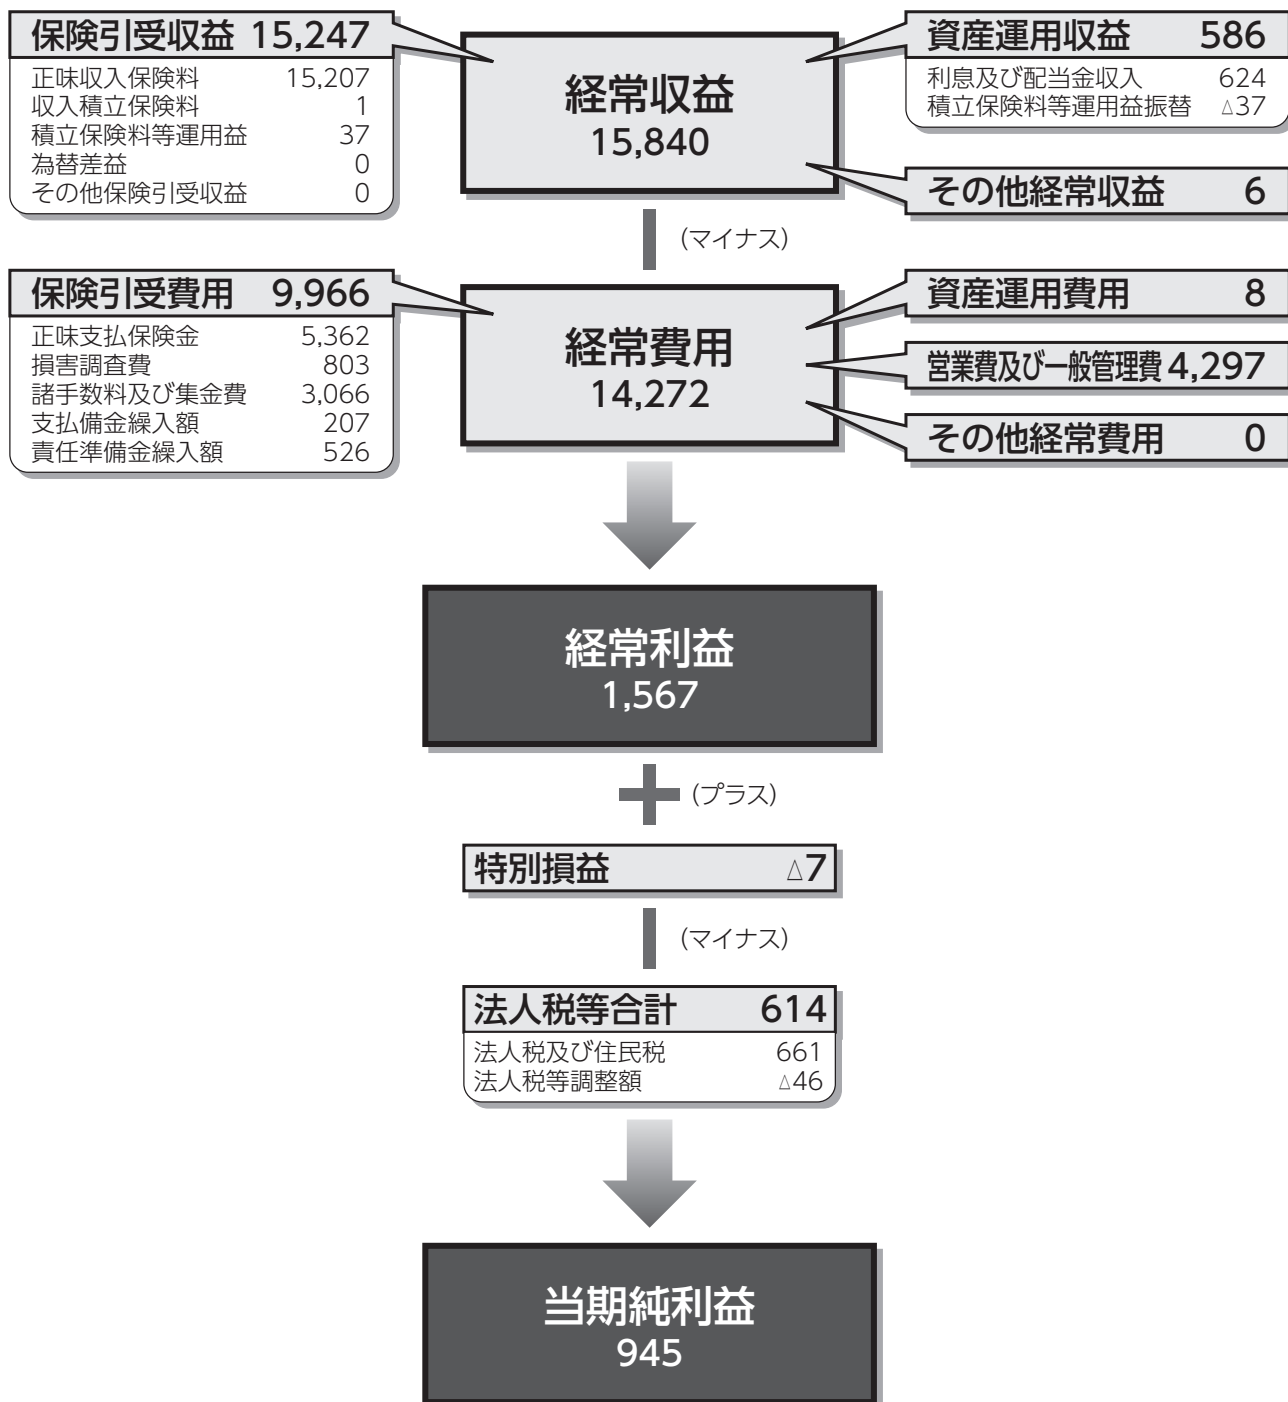 保険引受収益 15,247
正味収入保険料 15,207
収入積立保険料 1
積立保険料等運用益 37
為替差益 0
その他保険引受収益 0
経常収益
15,840
資産運用収益 586
利息及び配当金収入 624
積立保険料等運用益振替 △37
その他経常収益 6
(マイナス)
保険引受費用 9,966
正味支払保険金 5,362
損害調査費 803
諸手数料及び集金費 3,066
支払備金繰入額 207
責任準備金繰入額 526
経常費用
14,272
資産運用費用 8
営業費及び一般管理費 4,297
その他経常費用 0
経常利益
1,567
(プラス)
特別損益 △7
(マイナス)
法人税等合計 614
法人税及び住民税 661
法人税等調整額 △46
当期純利益
945